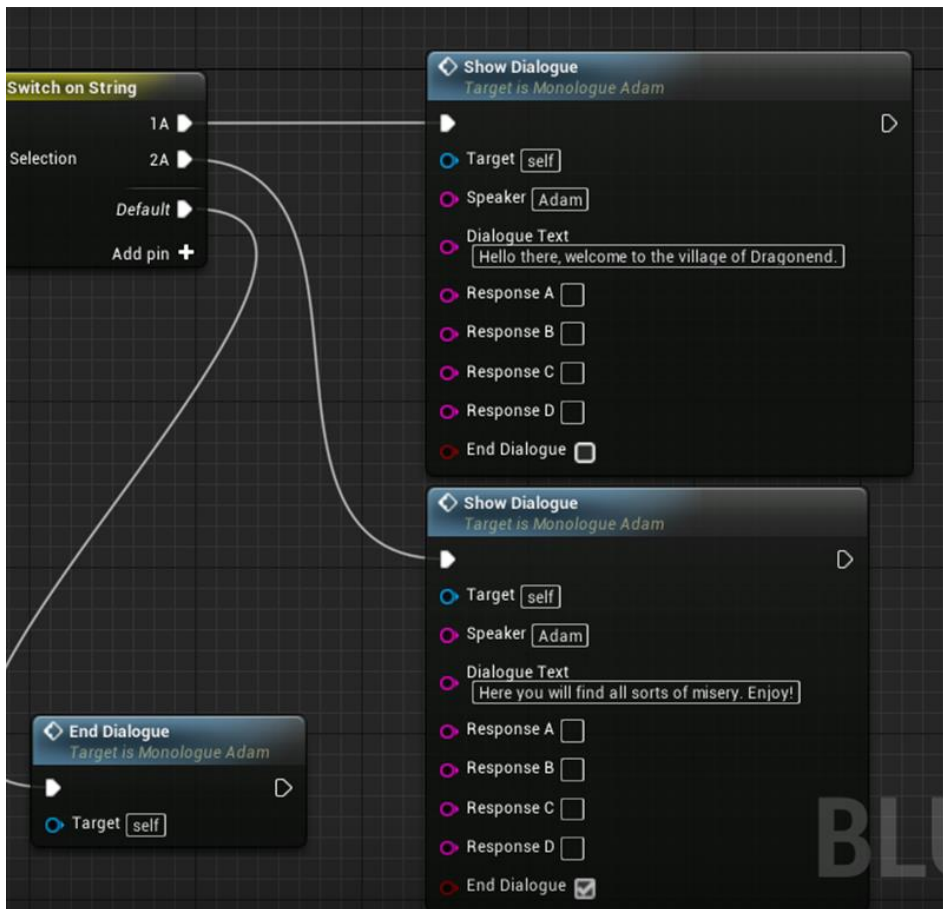 Switch on String
1A
Selection 2A
Default
Add pin
Show Dialogue
Target is Monologue Adam
Target self
Speaker Adam
Dialogue Text
Hello there, welcome to the village of Dragonend.
Response A
Response B
Response C
Response D
End Dialogue
Show Dialogue
Target is Monologue Adam
Target self
Speaker Adam
Dialogue Text
Here you will find all sorts of misery. Enjoy!
Response A
Response B
Response C
Response D
End Dialogue
End Dialogue
Target is Monologue Adam
Target self
BLU